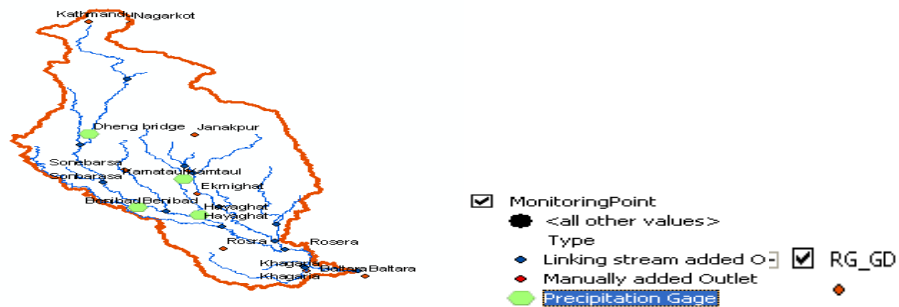 Kathmandu Nagarkot
Dheng bridge
Janakpur
Sonebarsa
Sonbarasa
Kamtaul
Ekmighat
Benibad Benibad
Hayaghat
Hayaghat
Rosra
Rosera
Khagaria
Khagaria
Baltara Baltara
MonitoringPoint
<all other values>
Type
Linking stream added O
Manually added Outlet
Precipitation Gage
RG_GD